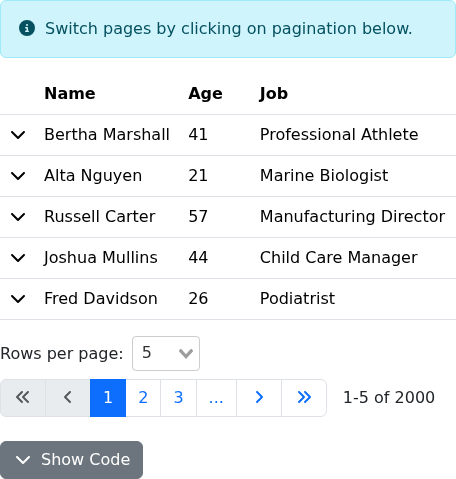 Switch pages by clicking on pagination below.
Name Age Job
Bertha Marshall 41 Professional Athlete
Alta Nguyen 21 Marine Biologist
Russell Carter 57 Manufacturing Director
Joshua Mullins 44 Child Care Manager
Fred Davidson 26 Podiatrist
Rows per page: 5
1 2 3 ... 1-5 of 2000
Show Code